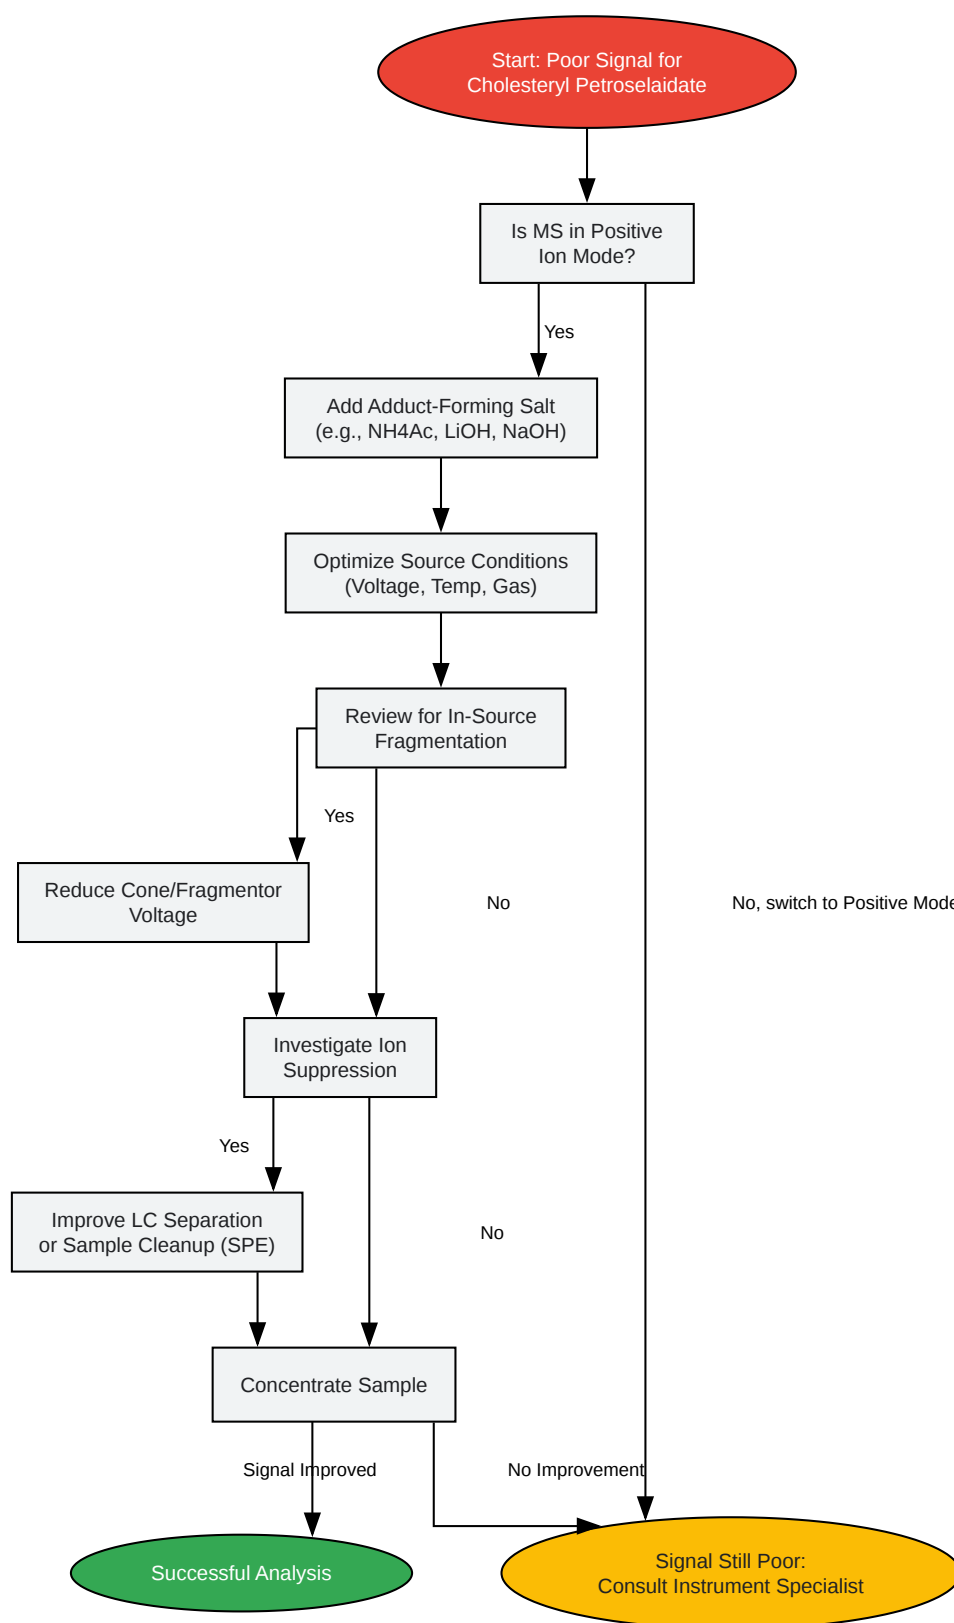 Start: Poor Signal for
Cholesteryl Petroselaidate
Is MS in Positive
Ion Mode?
Yes
Add Adduct-Forming Salt
(e.g., NH4Ac, LiOH, NaOH)
Optimize Source Conditions
(Voltage, Temp, Gas)
Review for In-Source
Fragmentation
Yes
Reduce Cone/Fragmentor
Voltage
No
No, switch to Positive Mode
Investigate Ion
Suppression
Yes
Improve LC Separation
or Sample Cleanup (SPE)
No
Concentrate Sample
Signal Improved
No Improvement
Successful Analysis
Signal Still Poor:
Consult Instrument Specialist